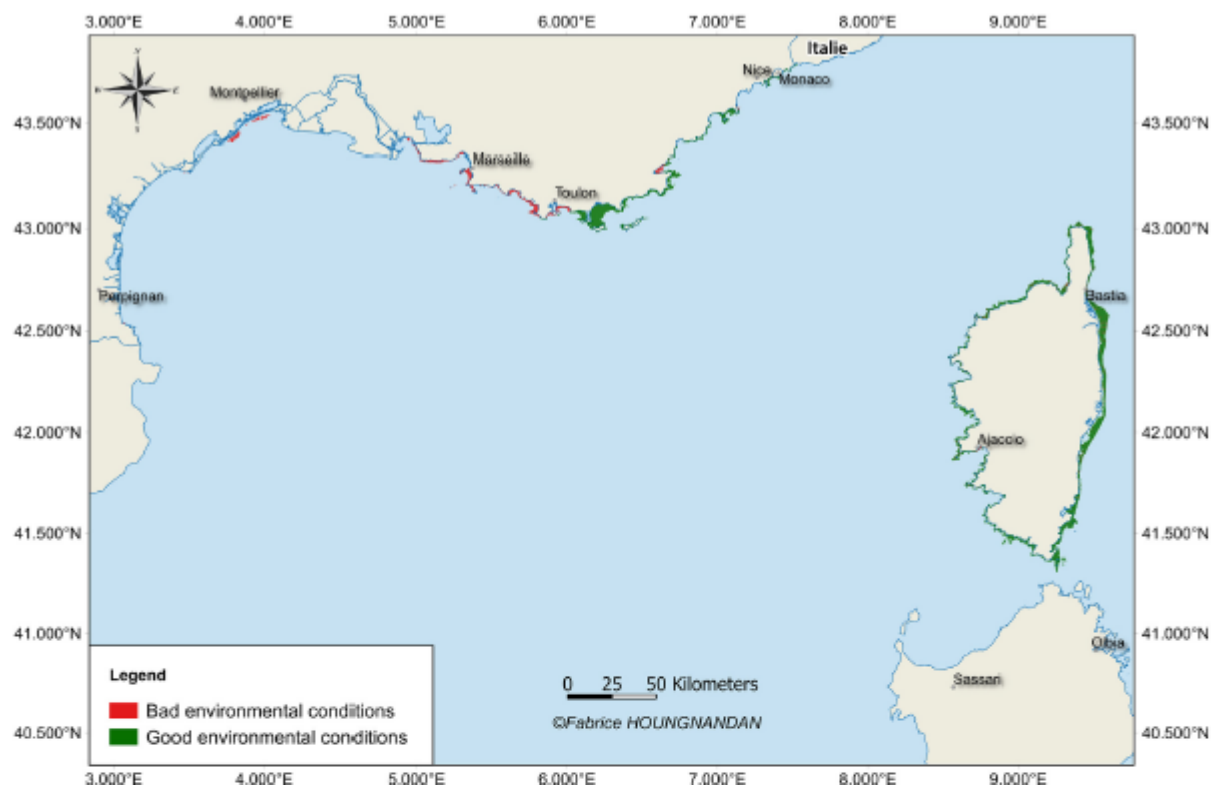 3.000°E 4.000°E 5.000°E 6.000°E 7.000°E 8.000°E 9.000°E
Italie
Nice
Monaco
N
Montpellier
43.500°N 43.500°N
Marseille
Toulon
43.000°N 43.000°N
Perpignan
Bastia
42.500°N 42.500°N
42.000°N 42.000°N
Ajaccio
41.500°N 41.500°N
41.000°N 41.000°N
Olbia
Sassari
Legend
Bad environmental conditions
Good environmental conditions
0 25 50 Kilometers
©Fabrice HOUNGNANDAN
40.500°N 40.500°N
3.000°E 4.000°E 5.000°E 6.000°E 7.000°E 8.000°E 9.000°E